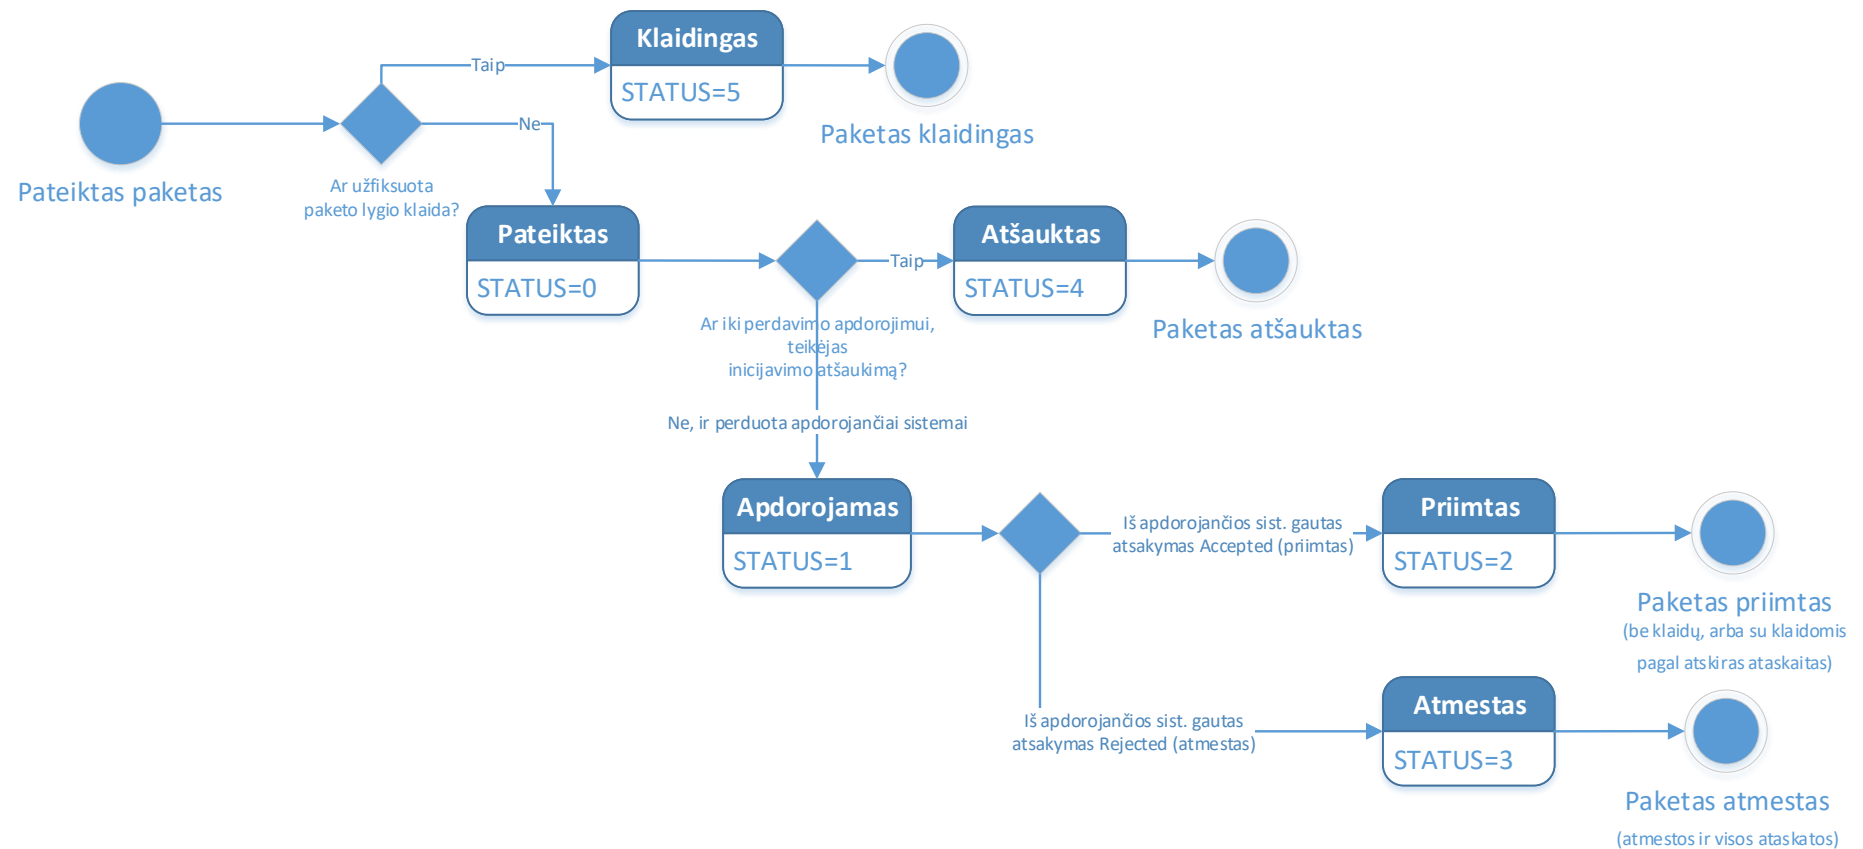 Klaidingas
STATUS=5
Taip
Paketas klaidingas
Ne
Pateiktas paketas
Ar užfiksuota
paketo lygio klaida?
Pateiktas
STATUS=0
Taip
Atšauktas
STATUS=4
Paketas atšauktas
Ar iki perdavimo apdorojimui,
teikėjas
inicijavimo atšaukimą?
Ne, ir perduota apdorojančiai sistemai
Apdorojamas
STATUS=1
Iš apdorojančios sist. gautas
atsakymas Accepted (priimtas)
Priimtas
STATUS=2
Paketas priimtas
(be klaidų, arba su klaidomis
pagal atskiras ataskaitas)
Iš apdorojančios sist. gautas
atsakymas Rejected (atmestas)
Atmestas
STATUS=3
Paketas atmestas
(atmestos ir visos ataskatos)